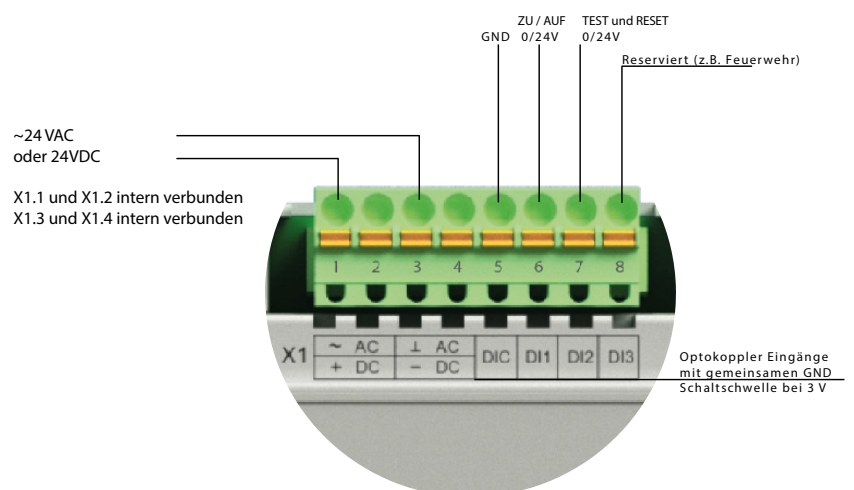 ZU / AUF TEST und RESET
GND 0/24V 0/24V
Reserviert (z.B. Feuerwehr)
~24 VAC
oder 24VDC
X1.1 und X1.2 intern verbunden
X1.3 und X1.4 intern verbunden
1 2 3 4 5 6 7 8
X1 ~ AC ⊥ AC DIC DI1 DI2 DI3
+ DC − DC
Optokoppler Eingänge
mit gemeinsamen GND
Schaltschwelle bei 3 V